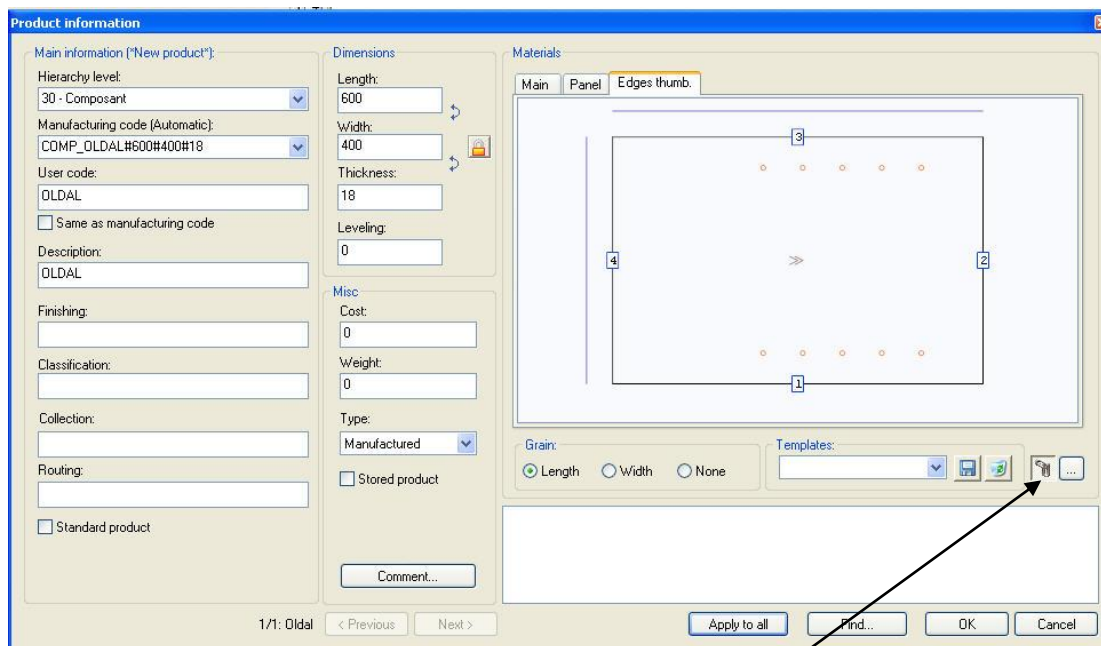 Product information
Main information (*New product*):
Hierarchy level:
30 - Composant
Manufacturing code (Automatic):
COMP_OLDAL#600#400#18
User code:
OLDAL
Same as manufacturing code
Description:
OLDAL
Finishing:
Classification:
Collection:
Routing:
Standard product
Dimensions
Length:
600
Width:
400
Thickness:
18
Leveling:
0
Misc
Cost:
0
Weight:
0
Type:
Manufactured
Stored product
Comment...
Materials
Main Panel Edges thumb.
3
4 2
1
Grain:
Length Width None
Templates:
...
1/1: Oldal < Previous Next > Apply to all Find... OK Cancel